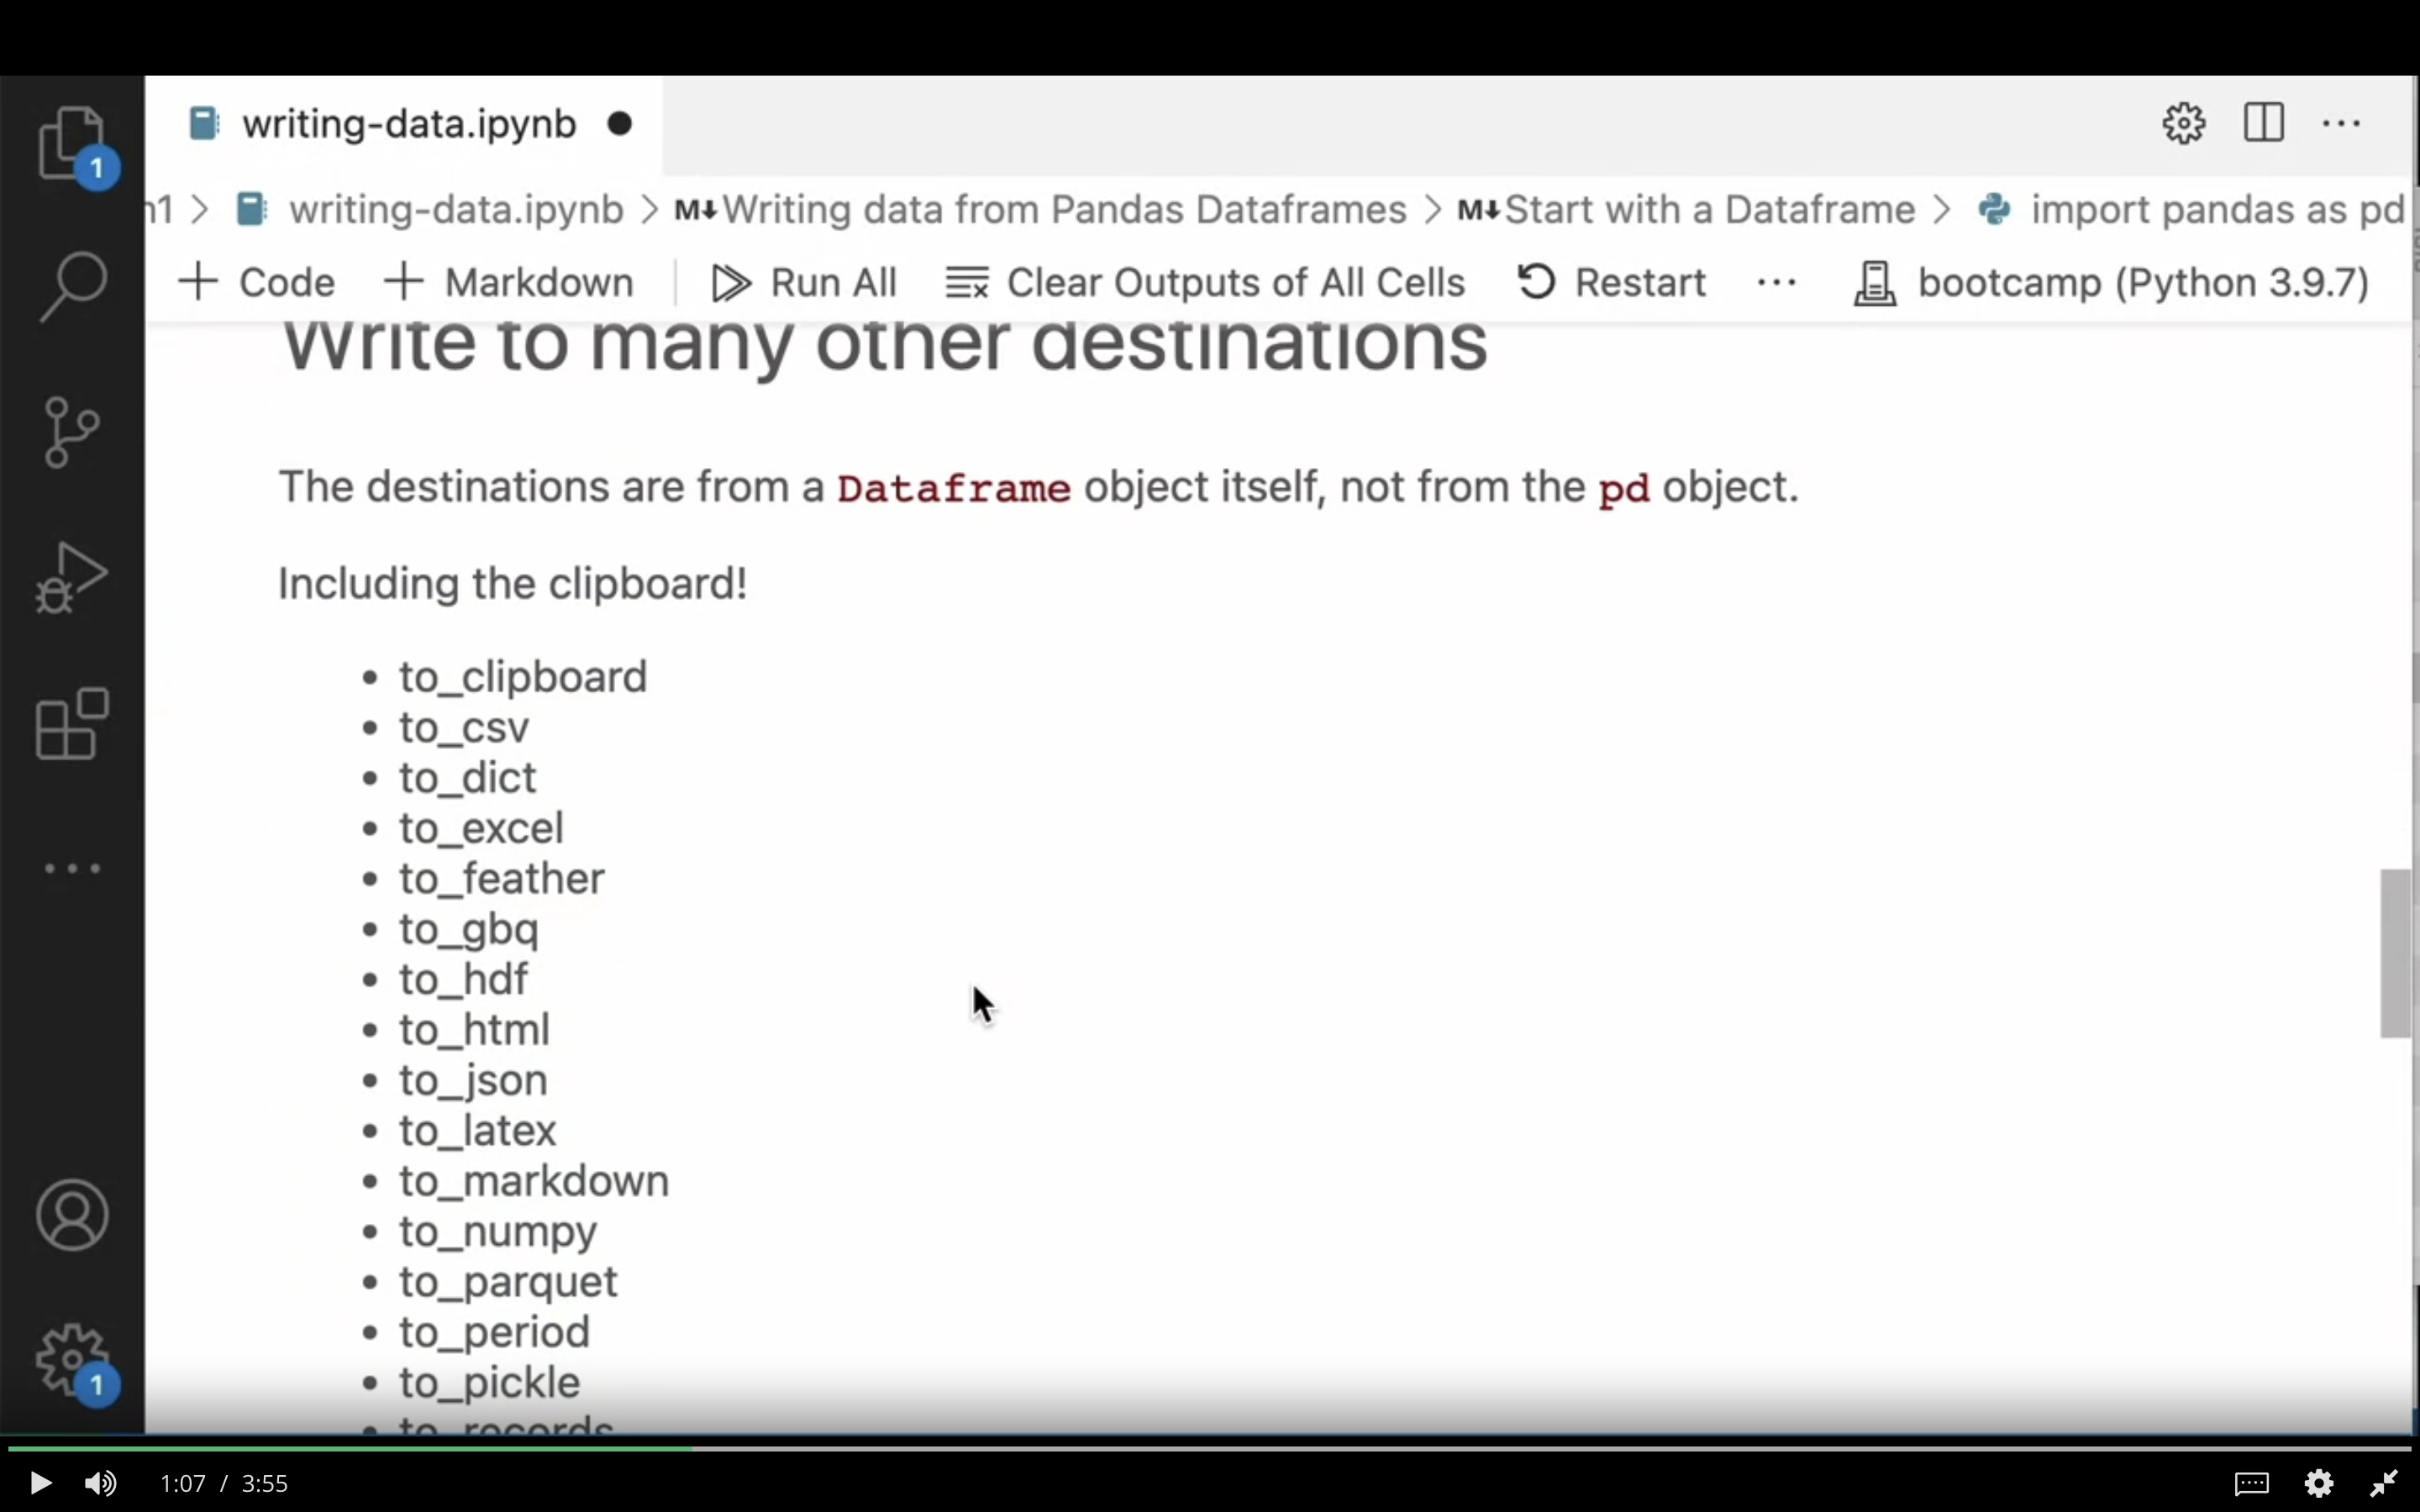 1
writing-data.ipynb
writing-data.ipynb > Writing data from Pandas Dataframes > Start with a Dataframe > import pandas as pd
+ Code + Markdown Run All Clear Outputs of All Cells Restart ... bootcamp (Python 3.9.7)
Write to many other destinations
The destinations are from a Dataframe object itself, not from the pd object.
Including the clipboard!
• to_clipboard
• to_csv
• to_dict
• to_excel
• to_feather
• to_gbq
• to_hdf
• to_html
• to_json
• to_latex
• to_markdown
• to_numpy
• to_parquet
• to_period
• to_pickle
• to_records
1
1:07 / 3:55